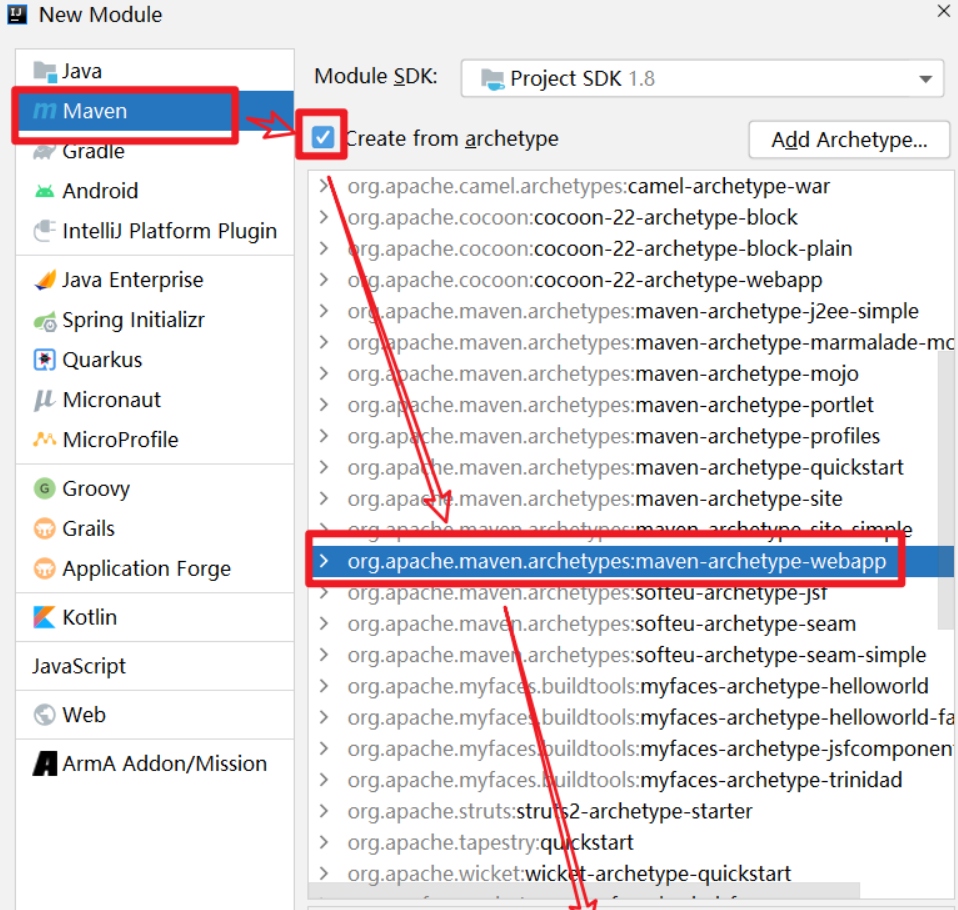 New Module
Java
Maven
Gradle
Android
IntelliJ Platform Plugin
Java Enterprise
Spring Initializr
Quarkus
Micronaut
MicroProfile
Groovy
Grails
Application Forge
Kotlin
JavaScript
Web
ArmA Addon/Mission
Module SDK: Project SDK 1.8
Create from archetype Add Archetype...
org.apache.camel.archetypes:camel-archetype-war
org.apache.cocoon:cocoon-22-archetype-block
org.apache.cocoon:cocoon-22-archetype-block-plain
org.apache.cocoon:cocoon-22-archetype-webapp
org.apache.maven.archetypes:maven-archetype-j2ee-simple
org.apache.maven.archetypes:maven-archetype-marmalade-mo
org.apache.maven.archetypes:maven-archetype-mojo
org.apache.maven.archetypes:maven-archetype-portlet
org.apache.maven.archetypes:maven-archetype-profiles
org.apache.maven.archetypes:maven-archetype-quickstart
org.apache.maven.archetypes:maven-archetype-site
org.apache.maven.archetypes:maven-archetype-site-simple
org.apache.maven.archetypes:maven-archetype-webapp
org.apache.maven.archetypes:softeu-archetype-jsf
org.apache.maven.archetypes:softeu-archetype-seam
org.apache.maven.archetypes:softeu-archetype-seam-simple
org.apache.myfaces.buildtools:myfaces-archetype-helloworld
org.apache.myfaces.buildtools:myfaces-archetype-helloworld-fa
org.apache.myfaces.buildtools:myfaces-archetype-jsfcomponen
org.apache.myfaces.buildtools:myfaces-archetype-trinidad
org.apache.struts:struts2-archetype-starter
org.apache.tapestry:quickstart
org.apache.wicket:wicket-archetype-quickstart